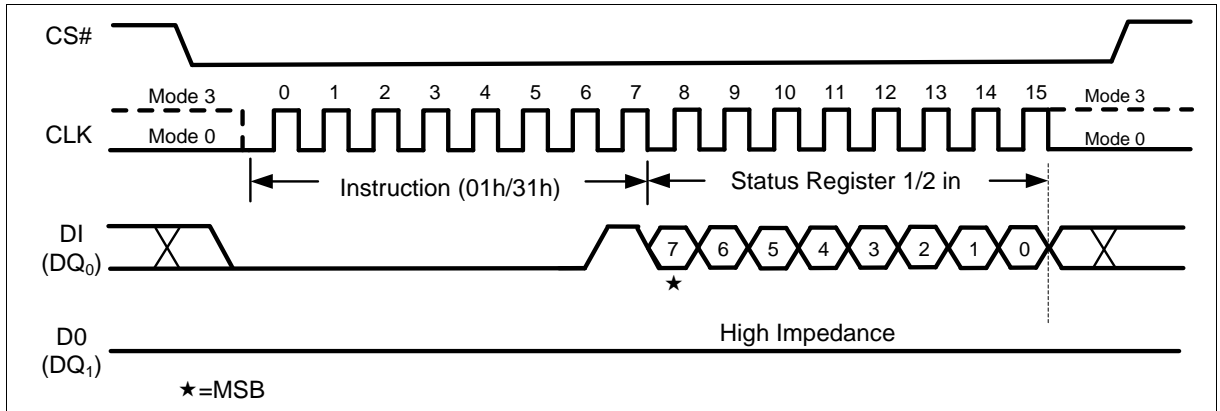 CS#
Mode 3 0 1 2 3 4 5 6 7 8 9 10 11 12 13 14 15 Mode 3
CLK Mode 0 Mode 0
Instruction (01h/31h) Status Register 1/2 in
DI
(DQ0) 7 6 5 4 3 2 1 0
★
High Impedance
D0
(DQ1)
★=MSB